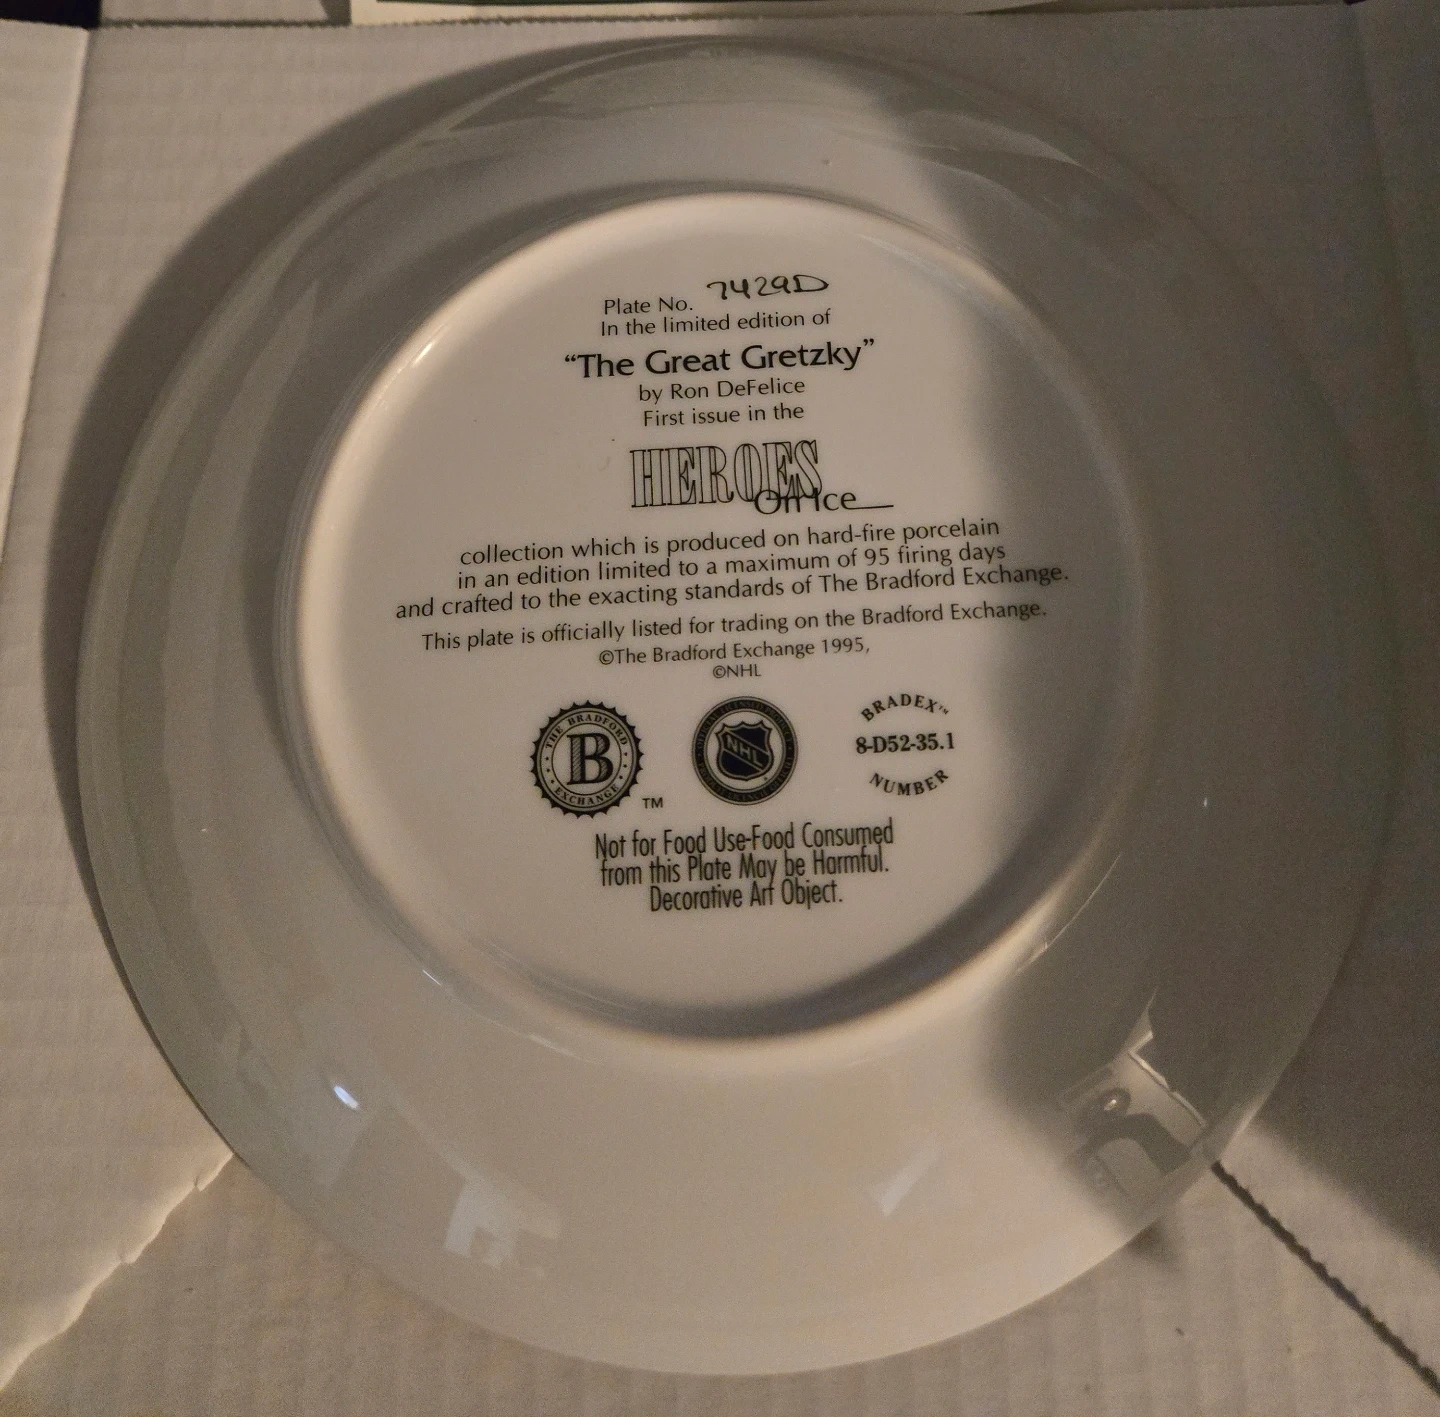 Plate No. 7429D
In the limited edition of
“The Great Gretzky”
by Ron DeFelice
First issue in the
HEROES
On Ice
collection which is produced on hard-fire porcelain
in an edition limited to a maximum of 95 firing days
and crafted to the exacting standards of The Bradford Exchange.
This plate is officially listed for trading on the Bradford Exchange.
©The Bradford Exchange 1995,
©NHL
THE BRADFORD
B
EXCHANGE
TM
NHL
BRADEX™
8-D52-35.1
NUMBER
Not for Food Use-Food Consumed
from this Plate May be Harmful.
Decorative Art Object.